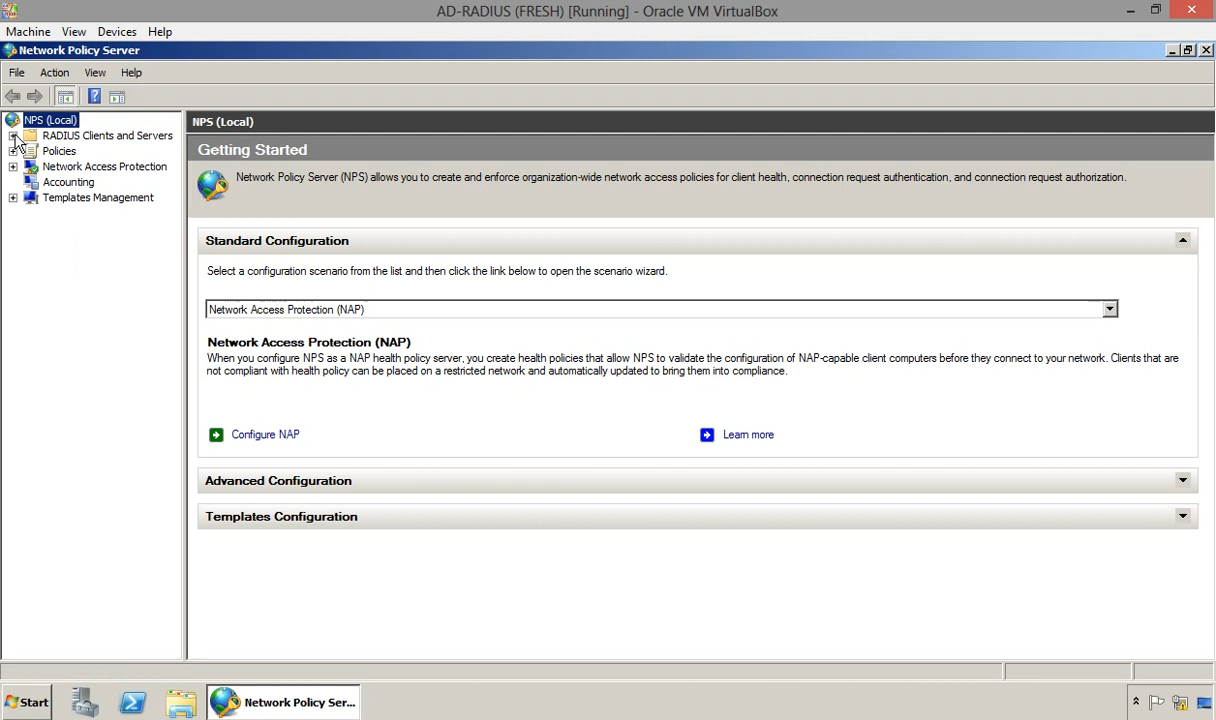 AD-RADIUS (FRESH) [Running] - Oracle VM VirtualBox
Machine View Devices Help
Network Policy Server
File Action View Help
NPS (Local)
RADIUS Clients and Servers
Policies
Network Access Protection
Accounting
Templates Management
NPS (Local)
Getting Started
Network Policy Server (NPS) allows you to create and enforce organization-wide network access policies for client health, connection request authentication, and connection request authorization.
Standard Configuration
Select a configuration scenario from the list and then click the link below to open the scenario wizard.
Network Access Protection (NAP)
Network Access Protection (NAP)
When you configure NPS as a NAP health policy server, you create health policies that allow NPS to validate the configuration of NAP-capable client computers before they connect to your network. Clients that are
not compliant with health policy can be placed on a restricted network and automatically updated to bring them into compliance.
Configure NAP Learn more
Advanced Configuration
Templates Configuration
Start Network Policy Ser...